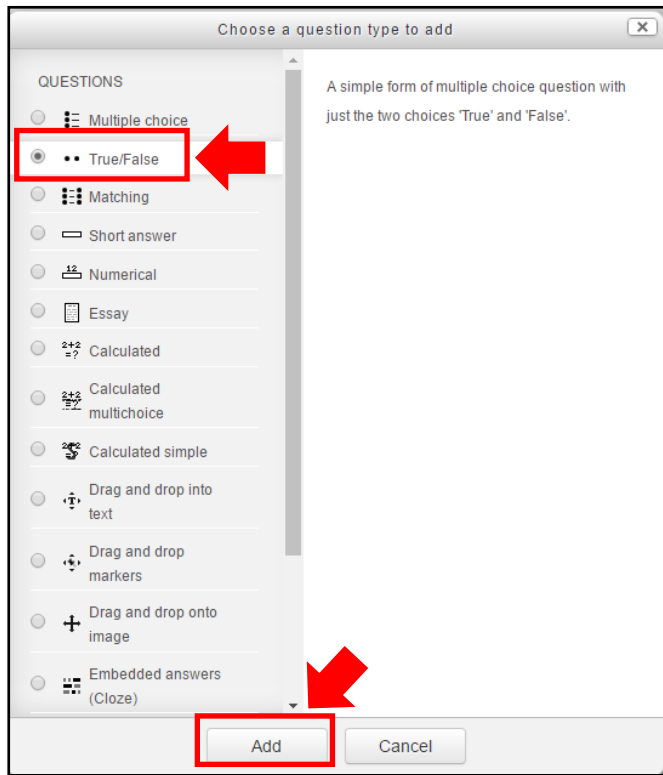 Choose a question type to add
QUESTIONS
Multiple choice
True/False
Matching
Short answer
Numerical
Essay
Calculated
Calculated
multichoice
Calculated simple
Drag and drop into
text
Drag and drop
markers
Drag and drop onto
image
Embedded answers
(Cloze)
A simple form of multiple choice question with
just the two choices 'True' and 'False'.
Add
Cancel